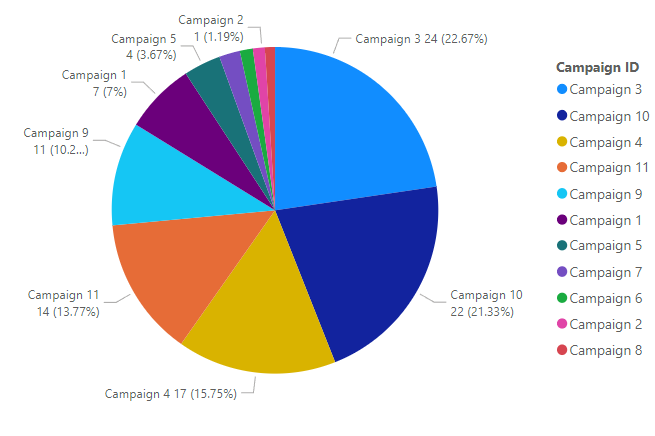 Campaign 2
1 (1.19%)
Campaign 5
4 (3.67%)
Campaign 1
7 (7%)
Campaign 9
11 (10.2...)
Campaign 11
14 (13.77%)
Campaign 4 17 (15.75%)
Campaign 3 24 (22.67%)
Campaign 10
22 (21.33%)
Campaign ID
Campaign 3
Campaign 10
Campaign 4
Campaign 11
Campaign 9
Campaign 1
Campaign 5
Campaign 7
Campaign 6
Campaign 2
Campaign 8